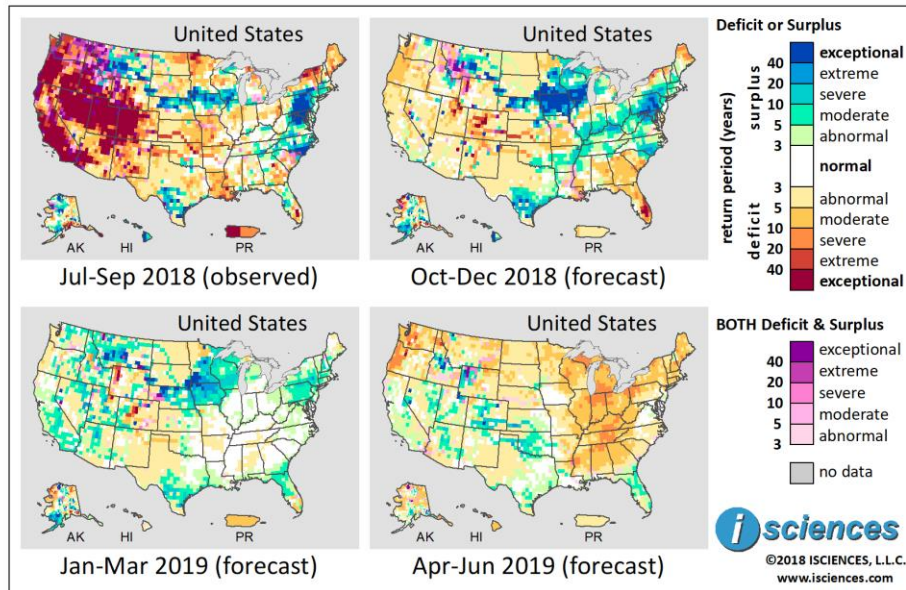 United States
United States
AK HI PR
Jul-Sep 2018 (observed)
AK HI PR
Oct-Dec 2018 (forecast)
United States
United States
AK HI PR
Jan-Mar 2019 (forecast)
AK HI PR
Apr-Jun 2019 (forecast)
Deficit or Surplus
return period (years)
surplus
deficit
exceptional
40
extreme
20
severe
10
moderate
5
abnormal
3
normal
3
abnormal
5
moderate
10
severe
20
extreme
40
exceptional
BOTH Deficit & Surplus
exceptional
40
extreme
20
severe
10
moderate
5
abnormal
3
no data
i sciences
©2018 ISCIENCES, L.L.C.
www.isciences.com